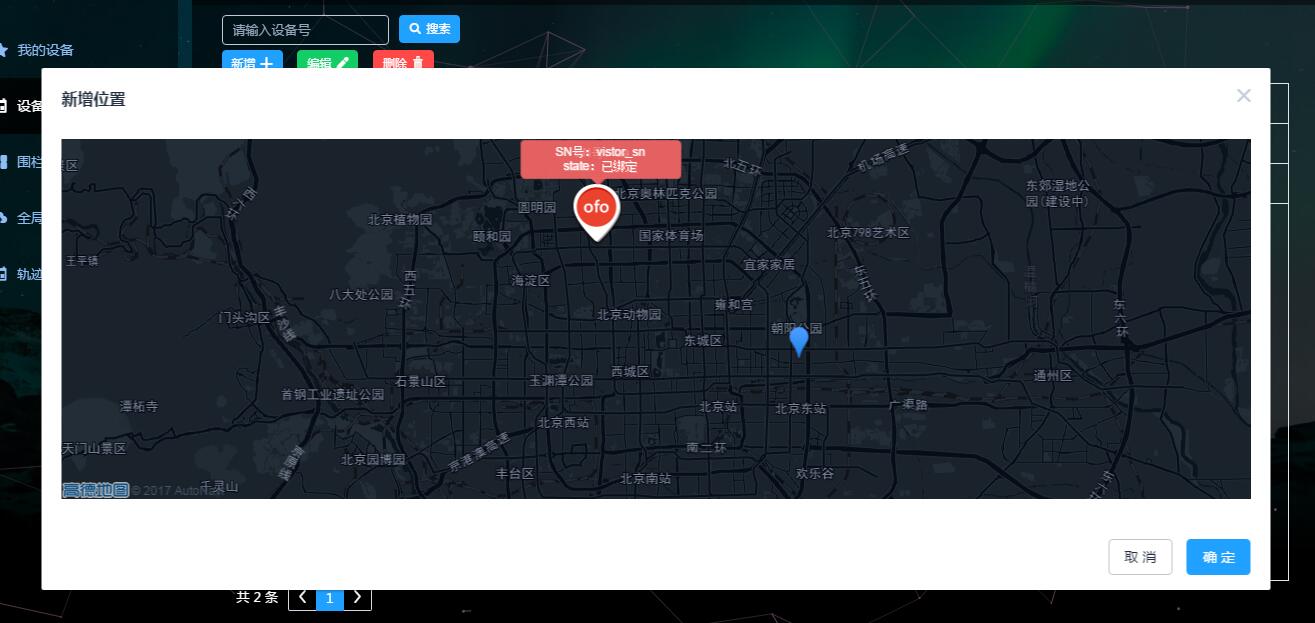 请输入设备号
搜索
新增
编辑
删除
我的设备
设备
围栏
全局
轨迹
新增位置
×
SN号：vistor_sn
state：已绑定
ofo
北五环
机场高速
北京奥林匹克公园
东郊湿地公
园(建设中)
西六环
圆明园
北京植物园
颐和园
国家体育场
北京798艺术区
王平镇
宜家家居
东五环
西五环
海淀区
八大处公园
雍和宫
东六环
门头沟区
丰沙线
北京动物园
朝阳公园
东城区
西城区
通州区
石景山区
玉渊潭公园
首钢工业遗址公园
潭柘寺
北京站
北京东站
广渠路
北京西站
天门山景区
南二环
京港澳高速
北京园博园
丰台区
北京南站
欢乐谷
千灵山
高德地图
© 2017 AutoNavi
取消
确定
共 2 条
1